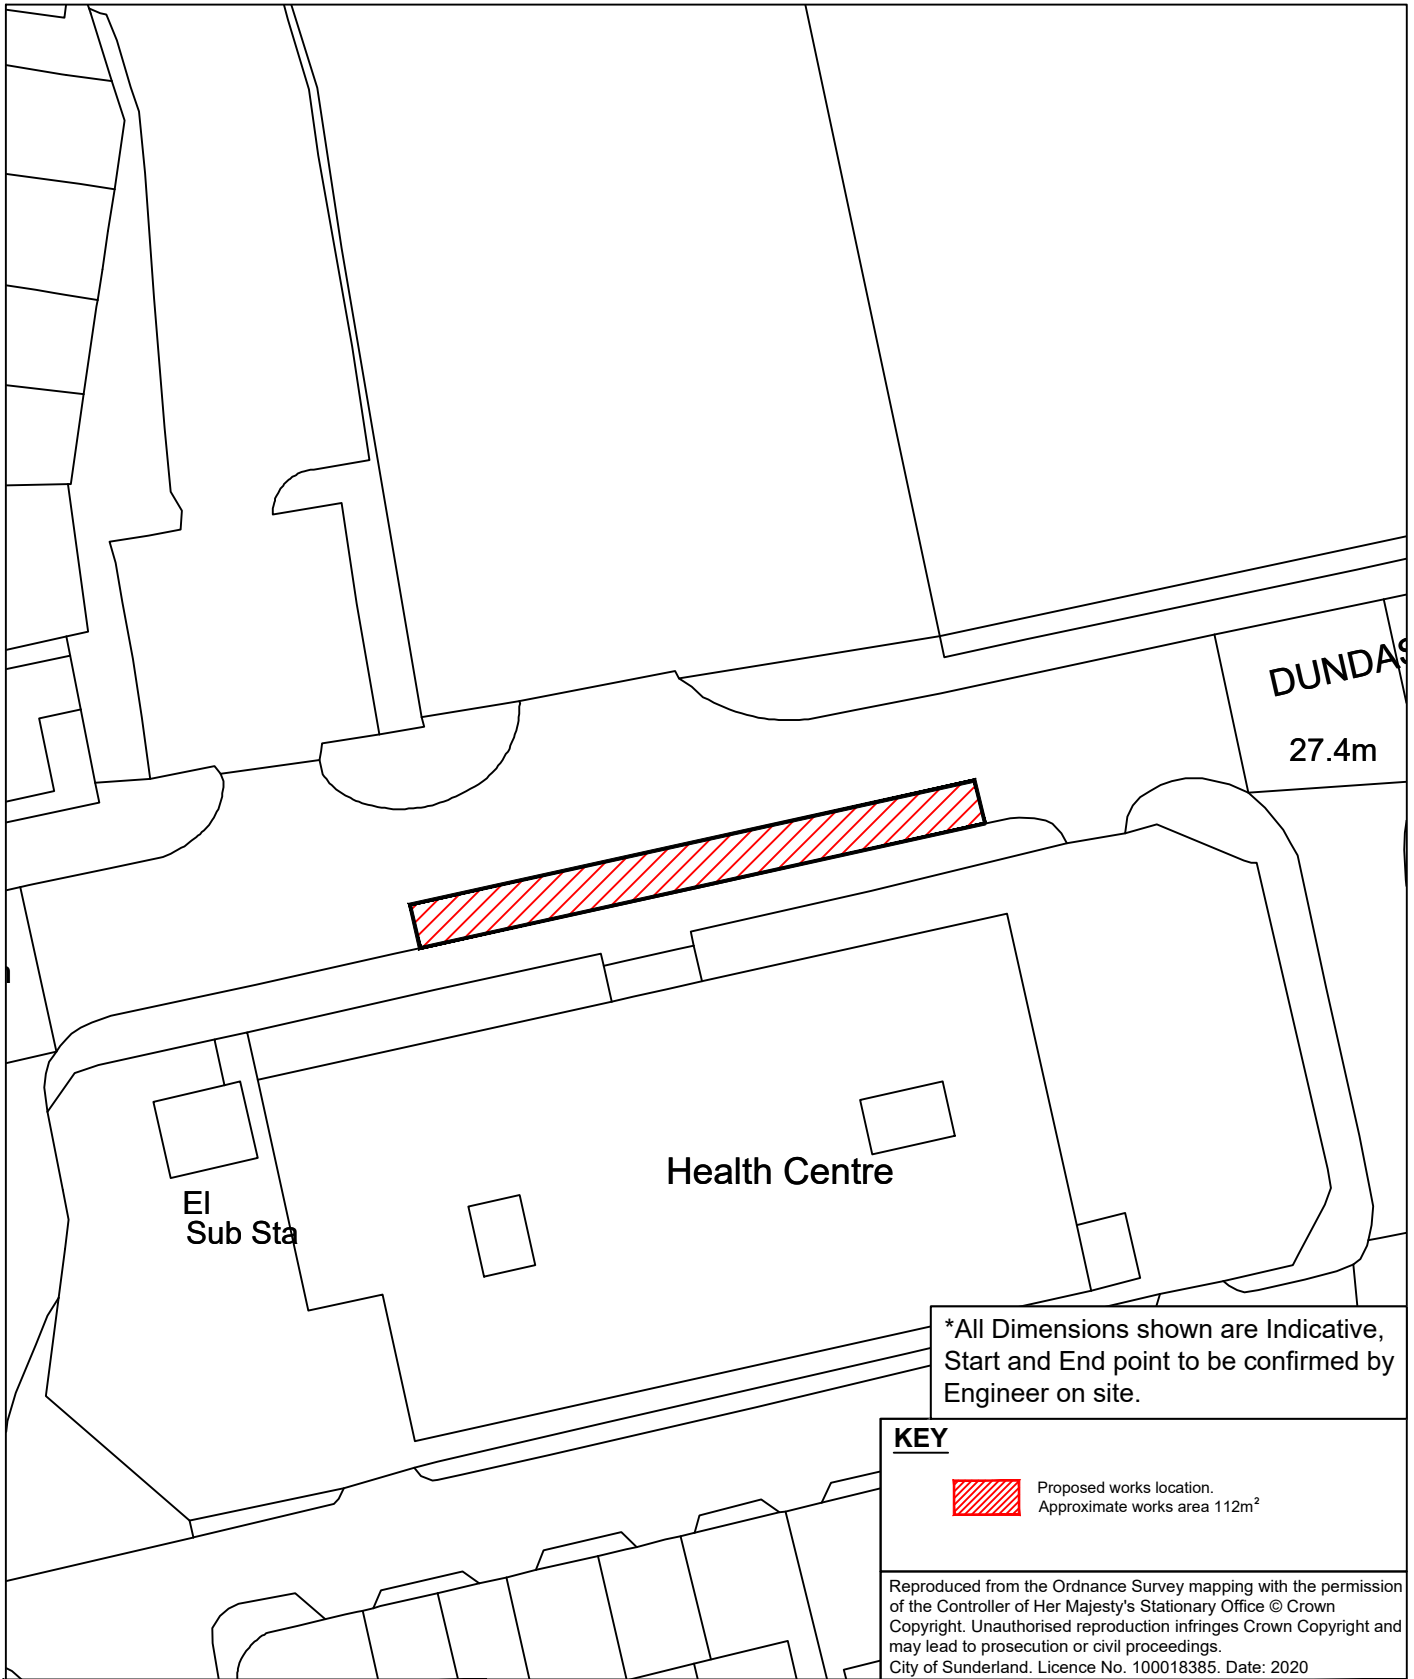 DUNDAS
27.4m
Health Centre
El
Sub Sta
*All Dimensions shown are Indicative,
Start and End point to be confirmed by
Engineer on site.
KEY
Proposed works location.
Approximate works area 112m²
Reproduced from the Ordnance Survey mapping with the permission
of the Controller of Her Majesty's Stationary Office © Crown
Copyright. Unauthorised reproduction infringes Crown Copyright and
may lead to prosecution or civil proceedings.
City of Sunderland. Licence No. 100018385. Date: 2020